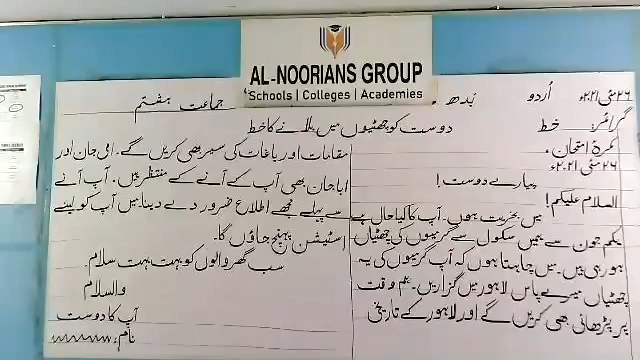 AL-NOORIANS GROUP
Schools | Colleges | Academies
۲۶ مئی ۲۰۲۱ء اُردو بُدھ جماعت ہفتم
گرائمر خط دوست کو چھٹیوں میں بلانے کا خط
کمرۂ امتحان،
۲۶ مئی ۲۰۲۱ء
پیارے دوست!
السلام علیکم!
میں بخیریت ہوں۔ آپ کا کیا حال ہے
یکم جون سے ہمیں سکول سے گرمیوں کی چھٹیاں
ہو رہی ہیں۔ میں چاہتا ہوں کہ آپ گرمیوں کی یہ
چھٹیاں میرے پاس لاہور میں گزاریں۔ ہم وقت
پر پڑھائی بھی کریں گے اور لاہور کے تاریخی
مقامات اور باغات کی سیر بھی کریں گے۔ امی جان اور
ابا جان بھی آپ کے آنے کے منتظر ہیں۔ آپ آنے
سے پہلے مجھے اطلاع ضرور دے دینا میں آپ کو لینے
اسٹیشن پہنچ جاؤں گا۔
سب گھر والوں کو بہت بہت سلام۔
والسلام
آپ کا دوست
نام: